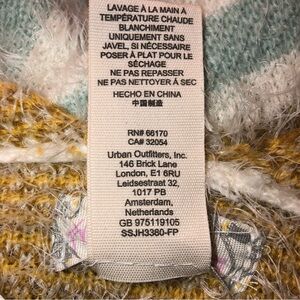 LAVAGE À LA MAIN À
TEMPÉRATURE CHAUDE
BLANCHIMENT
UNIQUEMENT SANS
JAVEL, SI NÉCESSAIRE
POSER À PLAT POUR LE
SÉCHAGE
NE PAS REPASSER
NE PAS NETTOYER À SEC
HECHO EN CHINA
中国制造
RN# 66170
CA# 32054
Urban Outfitters, Inc.
146 Brick Lane
London, E1 6RU
Leidsestraat 32,
1017 PB
Amsterdam,
Netherlands
GB 975119105
SSJH3380-FP